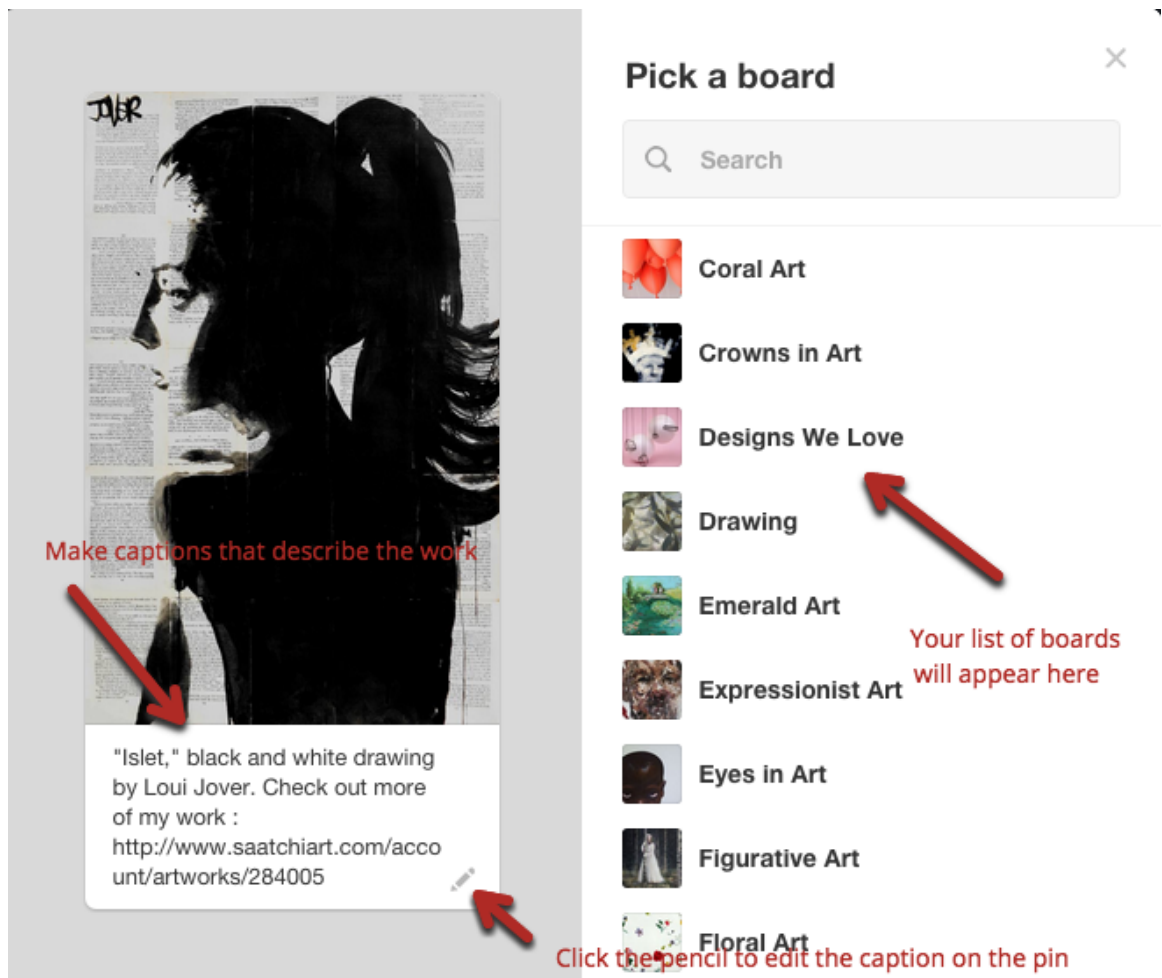 JOVER
Make captions that describe the work
"Islet," black and white drawing
by Loui Jover. Check out more
of my work :
http://www.saatchiart.com/acco
unt/artworks/284005
Pick a board
Search
Coral Art
Crowns in Art
Designs We Love
Drawing
Emerald Art
Your list of boards
will appear here
Expressionist Art
Eyes in Art
Figurative Art
Floral Art
Click the pencil to edit the caption on the pin